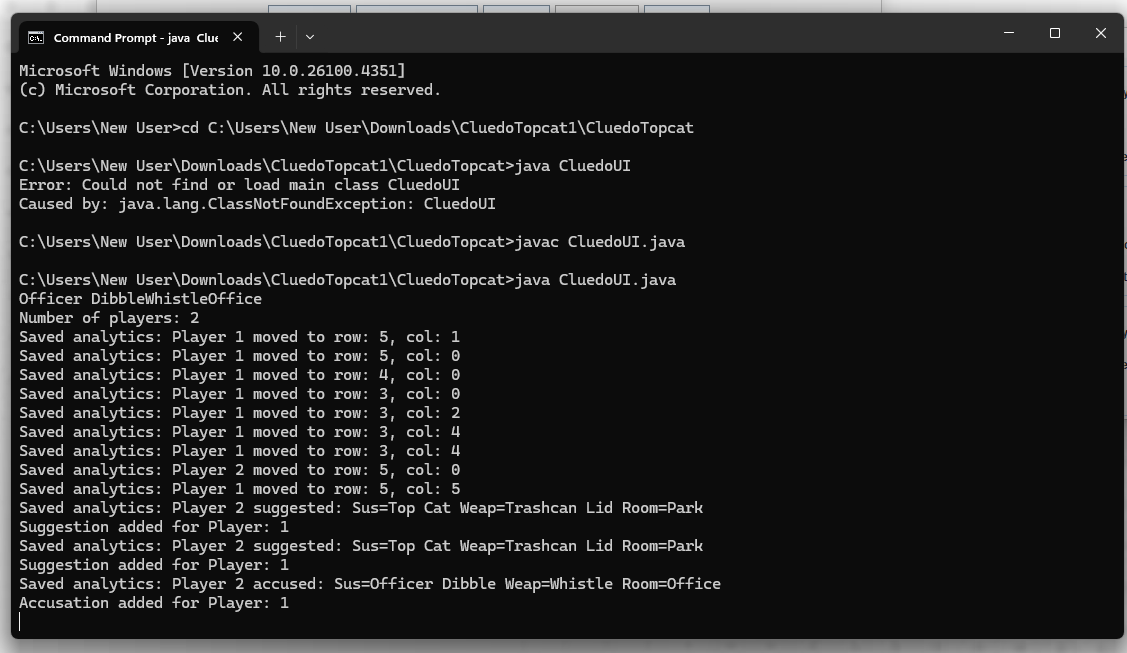 Command Prompt - java Clue
Microsoft Windows [Version 10.0.26100.4351]
(c) Microsoft Corporation. All rights reserved.
C:\Users\New User>cd C:\Users\New User\Downloads\CluedoTopcat1\CluedoTopcat
C:\Users\New User\Downloads\CluedoTopcat1\CluedoTopcat>java CluedoUI
Error: Could not find or load main class CluedoUI
Caused by: java.lang.ClassNotFoundException: CluedoUI
C:\Users\New User\Downloads\CluedoTopcat1\CluedoTopcat>javac CluedoUI.java
C:\Users\New User\Downloads\CluedoTopcat1\CluedoTopcat>java CluedoUI.java
Officer DibbleWhistleOffice
Number of players: 2
Saved analytics: Player 1 moved to row: 5, col: 1
Saved analytics: Player 1 moved to row: 5, col: 0
Saved analytics: Player 1 moved to row: 4, col: 0
Saved analytics: Player 1 moved to row: 3, col: 0
Saved analytics: Player 1 moved to row: 3, col: 2
Saved analytics: Player 1 moved to row: 3, col: 4
Saved analytics: Player 1 moved to row: 3, col: 4
Saved analytics: Player 2 moved to row: 5, col: 0
Saved analytics: Player 1 moved to row: 5, col: 5
Saved analytics: Player 2 suggested: Sus=Top Cat Weap=Trashcan Lid Room=Park
Suggestion added for Player: 1
Saved analytics: Player 2 suggested: Sus=Top Cat Weap=Trashcan Lid Room=Park
Suggestion added for Player: 1
Saved analytics: Player 2 accused: Sus=Officer Dibble Weap=Whistle Room=Office
Accusation added for Player: 1